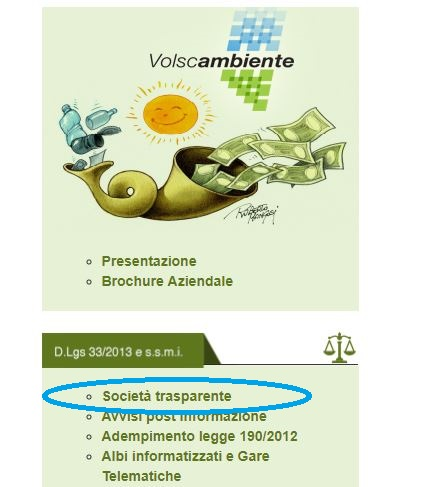 Volscambiente
Presentazione
Brochure Aziendale
D.Lgs 33/2013 e s.s.m.i.
Società trasparente
Avvisi post informazione
Adempimento legge 190/2012
Albi informatizzati e Gare
Telematiche